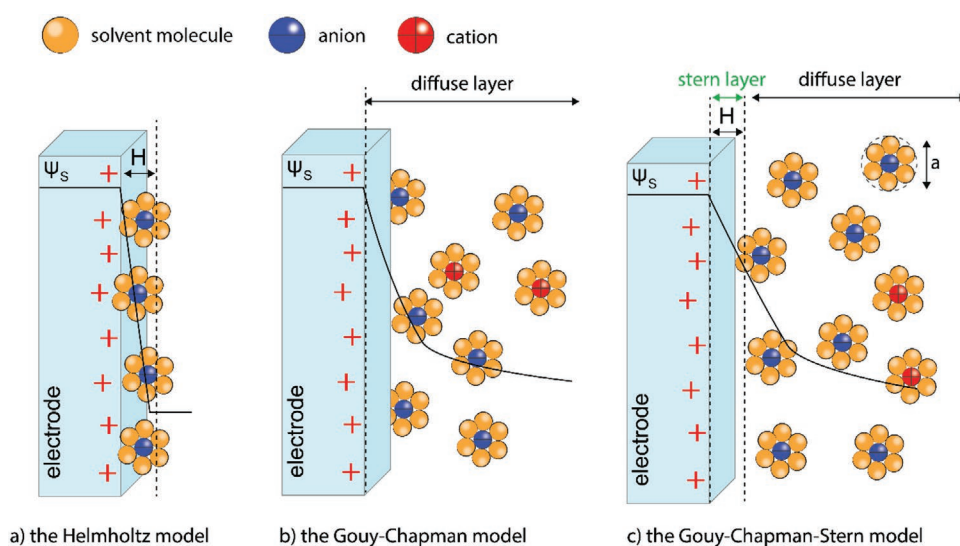 solvent molecule anion cation
diffuse layer
stern layer diffuse layer
H
H
a
Ψs
Ψs
Ψs
+ + + + + + + +
+ + + + + + + +
+ + + + + + + +
electrode
electrode
electrode
a) the Helmholtz model b) the Gouy-Chapman model c) the Gouy-Chapman-Stern model